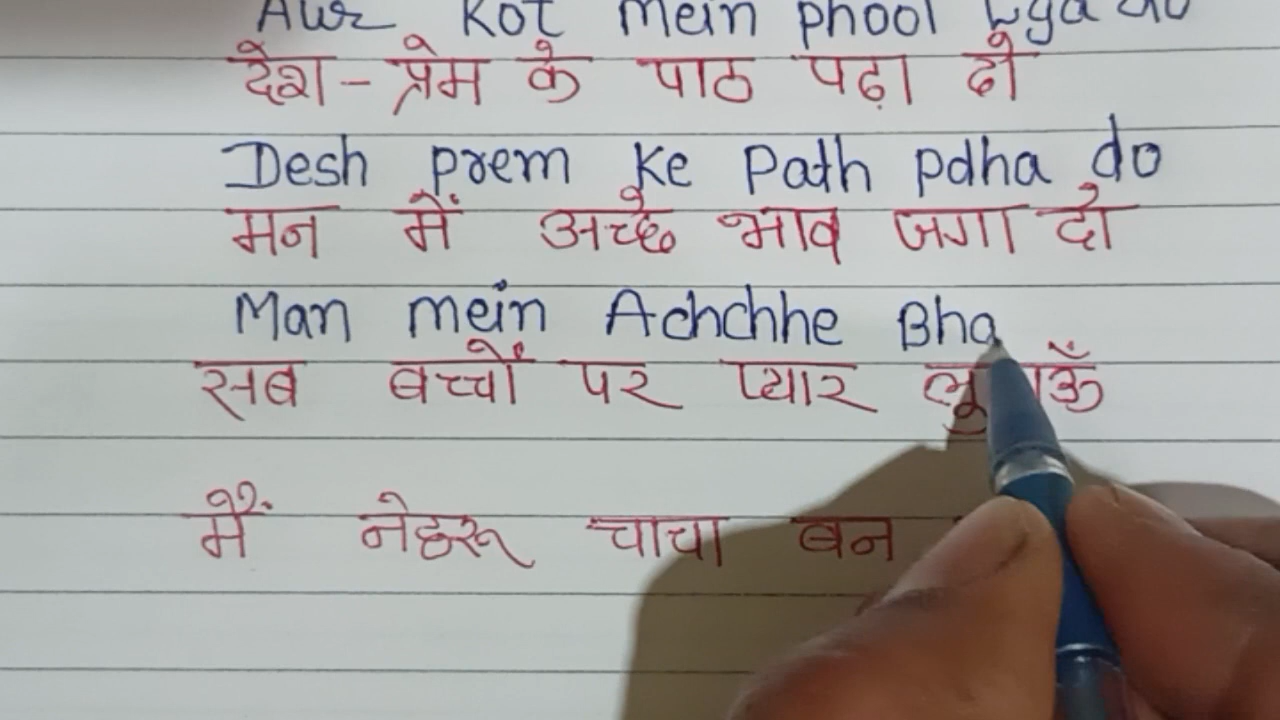 Aur Kot mein phool
देश-प्रेम के पाठ पढ़ा दो
Desh prem ke Path pdha do
मन में अच्छे भाव जगा दो
Man mein Achchhe Bha
सब बच्चों पर प्यार
मैं नेहरू चाचा बन